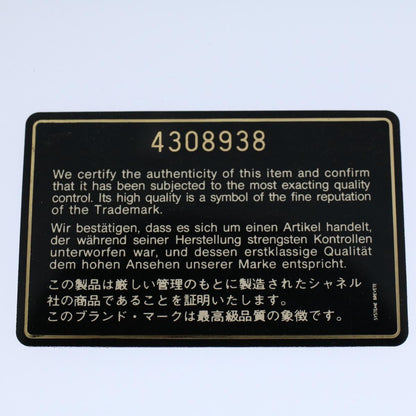 4308938
We certify the authenticity of this item and confirm
that it has been subjected to the most exacting quality
control. Its high quality is a symbol of the fine reputation
of the Trademark.
Wir bestätigen, dass es sich um einen Artikel handelt,
der während seiner Herstellung strengsten Kontrollen
unterworfen war, und dessen erstklassige Qualität
dem hohen Ansehen unserer Marke entspricht.
この製品は厳しい管理のもとに製造されたシャネル
社の商品であることを証明いたします。
このブランド・マークは最高級品質の象徴です。
SYSTEME BREVETE